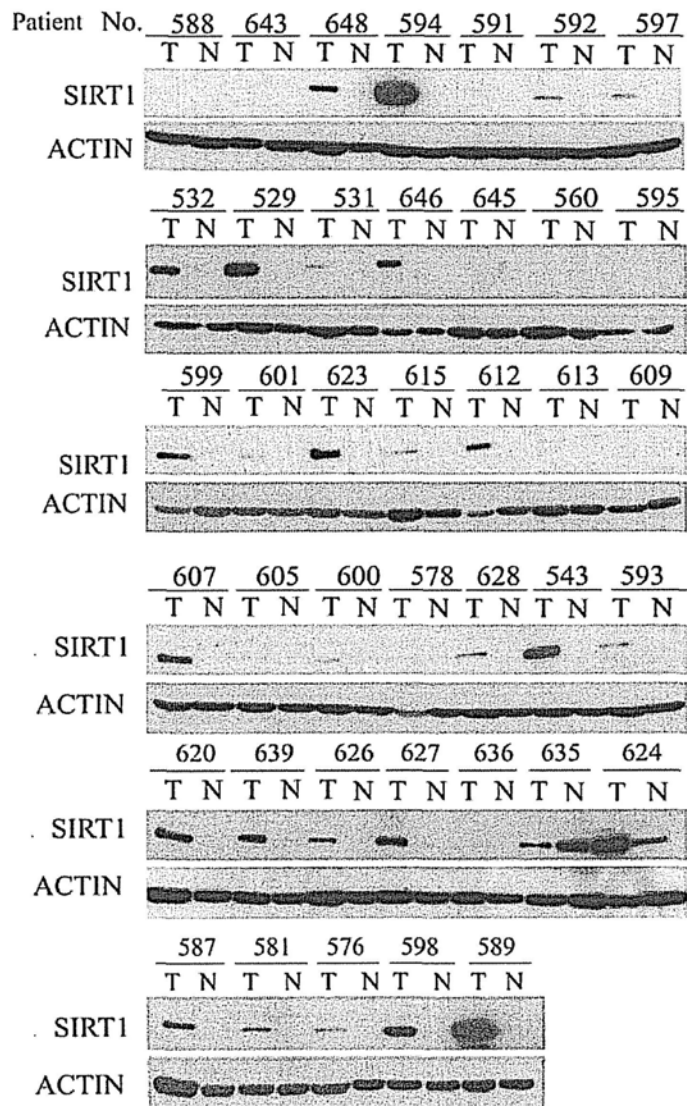 Patient No. 588 643 648 594 591 592 597
T N T N T N T N T N T N T N
SIRT1
ACTIN
532 529 531 646 645 560 595
T N T N T N T N T N T N T N
SIRT1
ACTIN
599 601 623 615 612 613 609
T N T N T N T N T N T N T N
SIRT1
ACTIN
607 605 600 578 628 543 593
T N T N T N T N T N T N T N
SIRT1
ACTIN
620 639 626 627 636 635 624
T N T N T N T N T N T N T N
SIRT1
ACTIN
587 581 576 598 589
T N T N T N T N T N
SIRT1
ACTIN